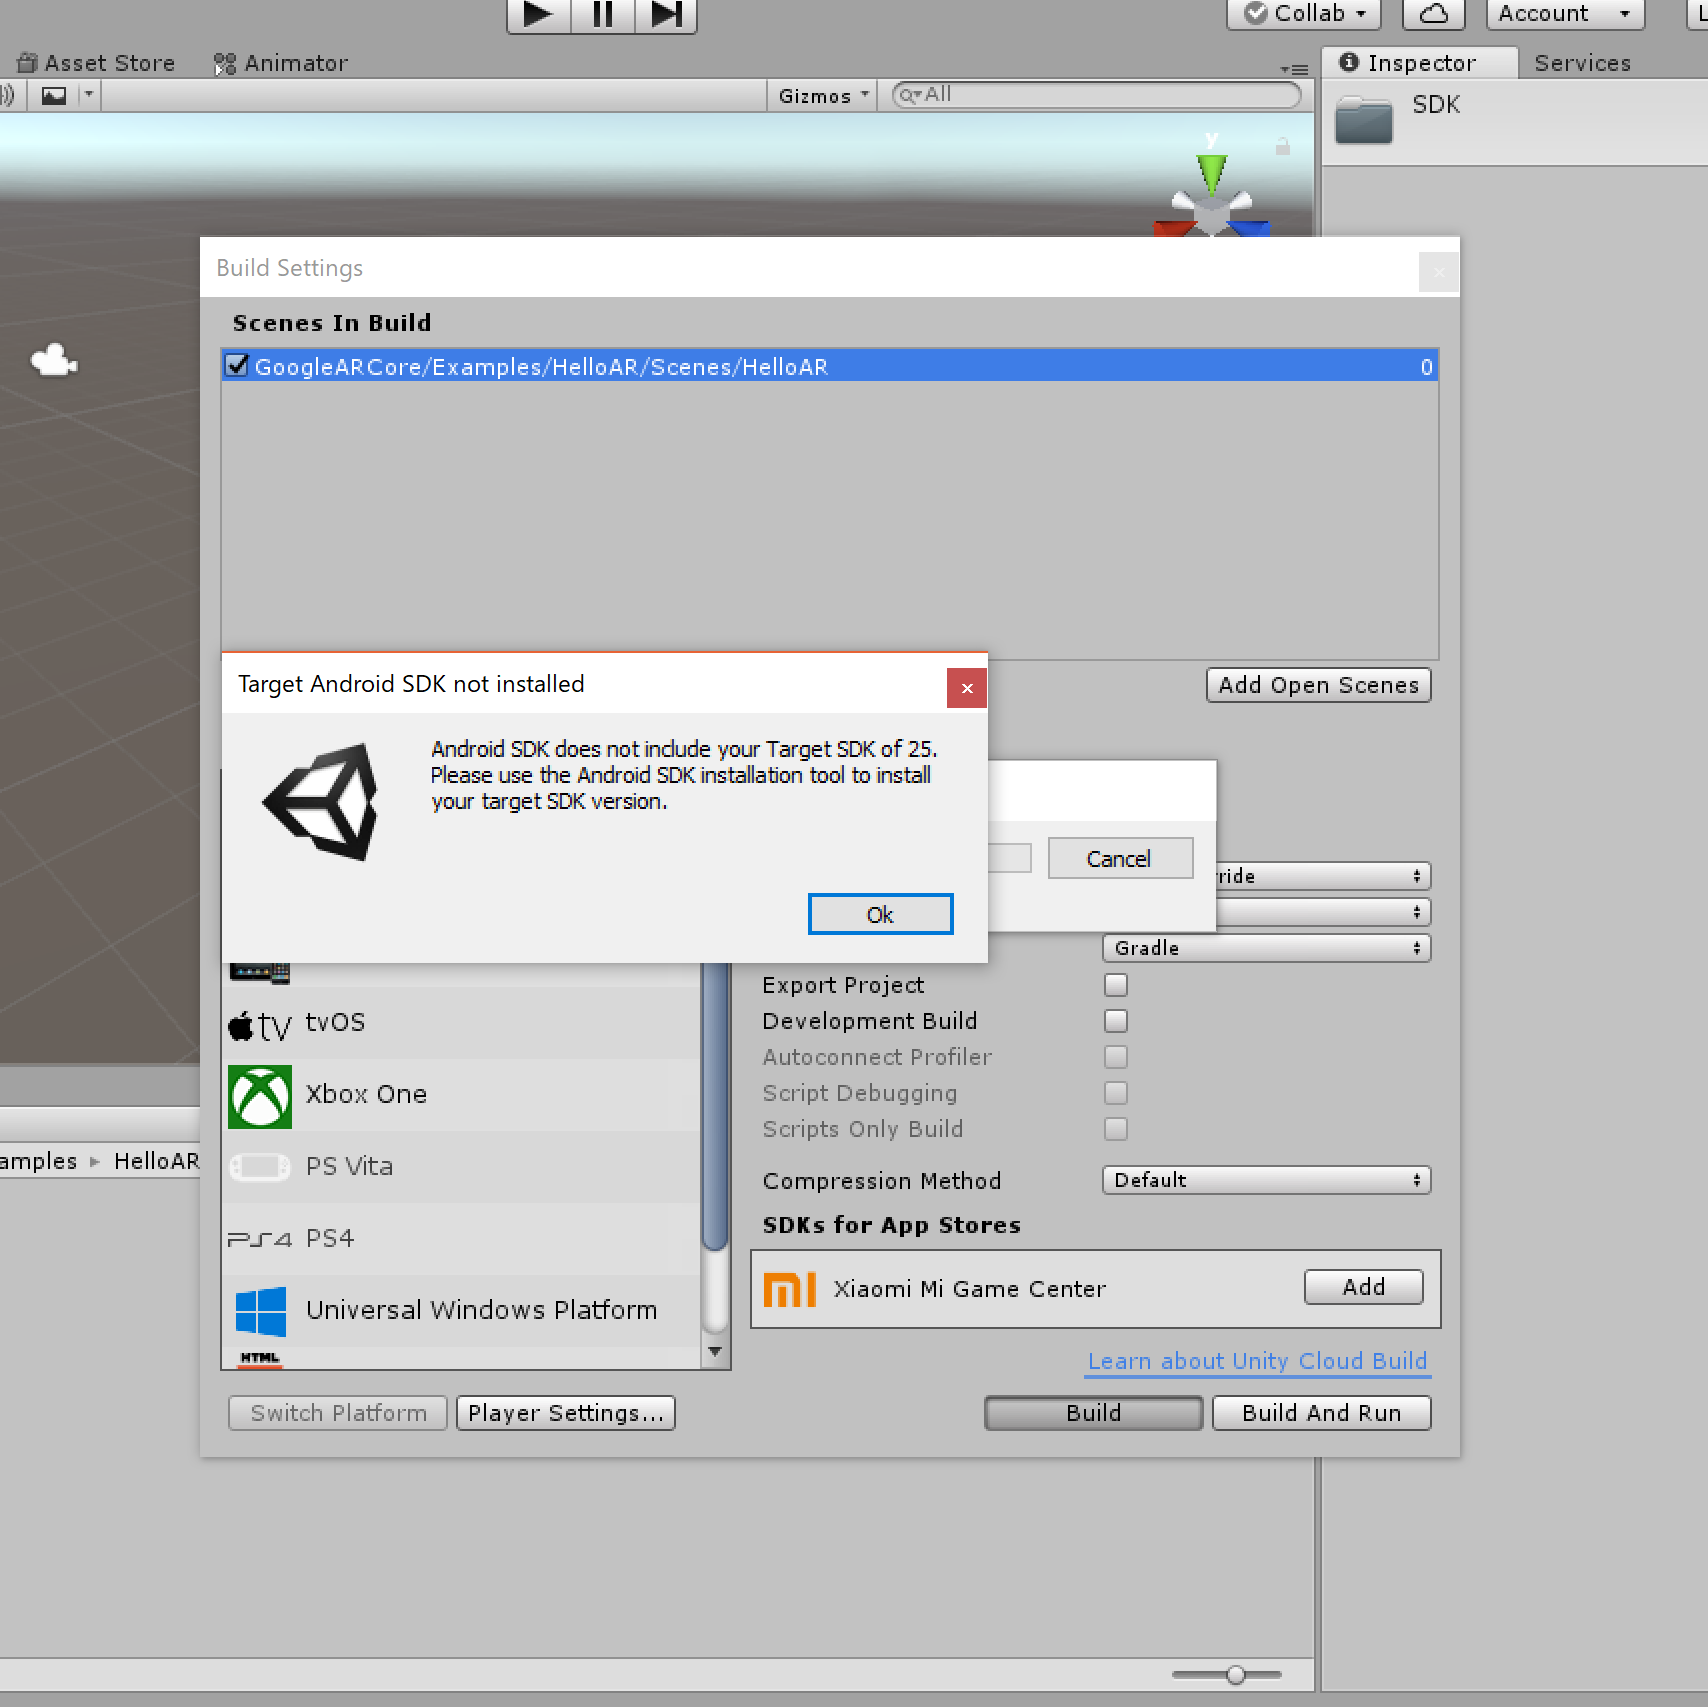 Collab
Account
L
Asset Store
Animator
Inspector
Services
Gizmos
All
SDK
y
Build Settings
Scenes In Build
GoogleARCore/Examples/HelloAR/Scenes/HelloAR
0
Add Open Scenes
Target Android SDK not installed
Android SDK does not include your Target SDK of 25.
Please use the Android SDK installation tool to install
your target SDK version.
Ok
Cancel
ride
Gradle
Export Project
Development Build
Autoconnect Profiler
Script Debugging
Scripts Only Build
Compression Method
Default
SDKs for App Stores
mi
Xiaomi Mi Game Center
Add
Learn about Unity Cloud Build
tv
tvOS
Xbox One
PS Vita
PS4
PS4
Universal Windows Platform
HTML
amples
HelloAR
Switch Platform
Player Settings...
Build
Build And Run